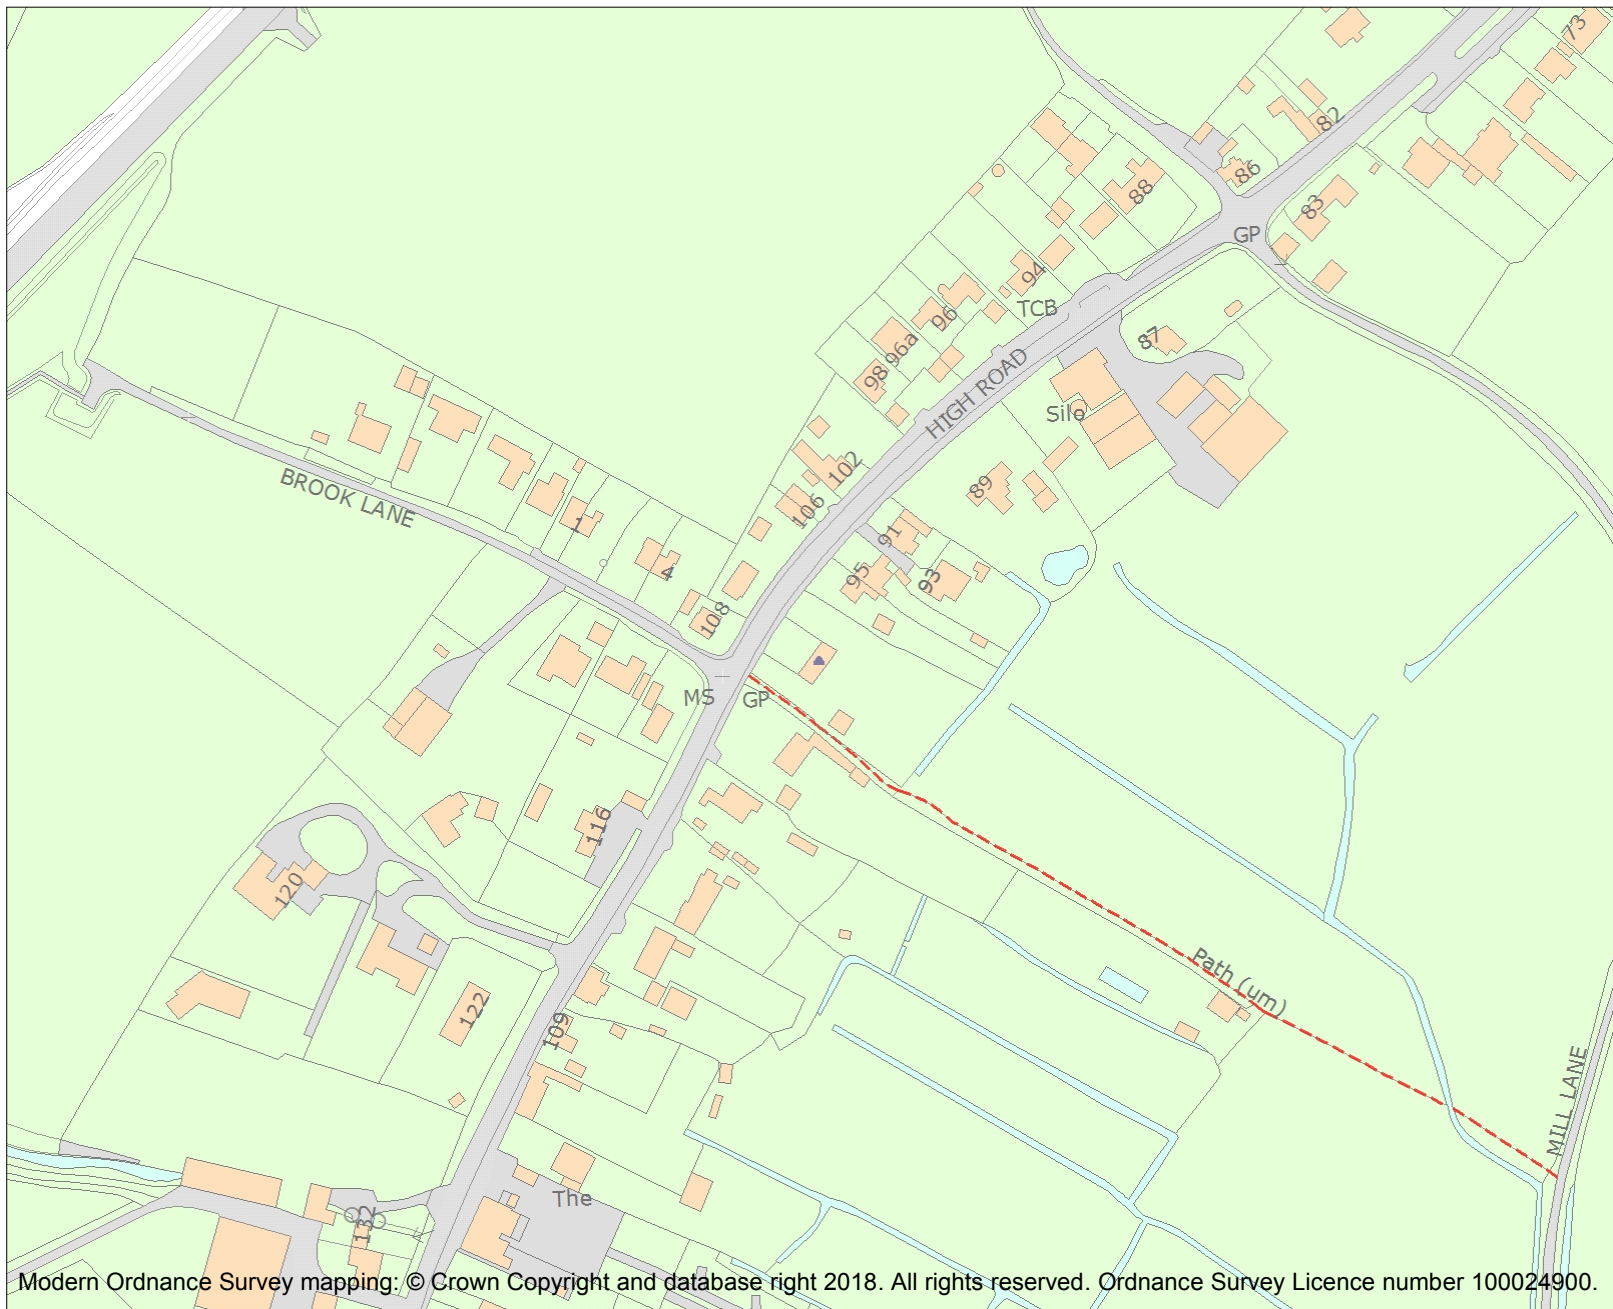 73
82
86
88
83
GP
94
TCB
96
87
96a
98
HIGH ROAD
Silo
102
89
BROOK LANE
106
1
91
4
95
93
108
MS
GP
116
120
Path (um)
122
109
MILL LANE
The
132
Modern Ordnance Survey mapping: © Crown Copyright and database right 2018. All rights reserved. Ordnance Survey Licence number 100024900.